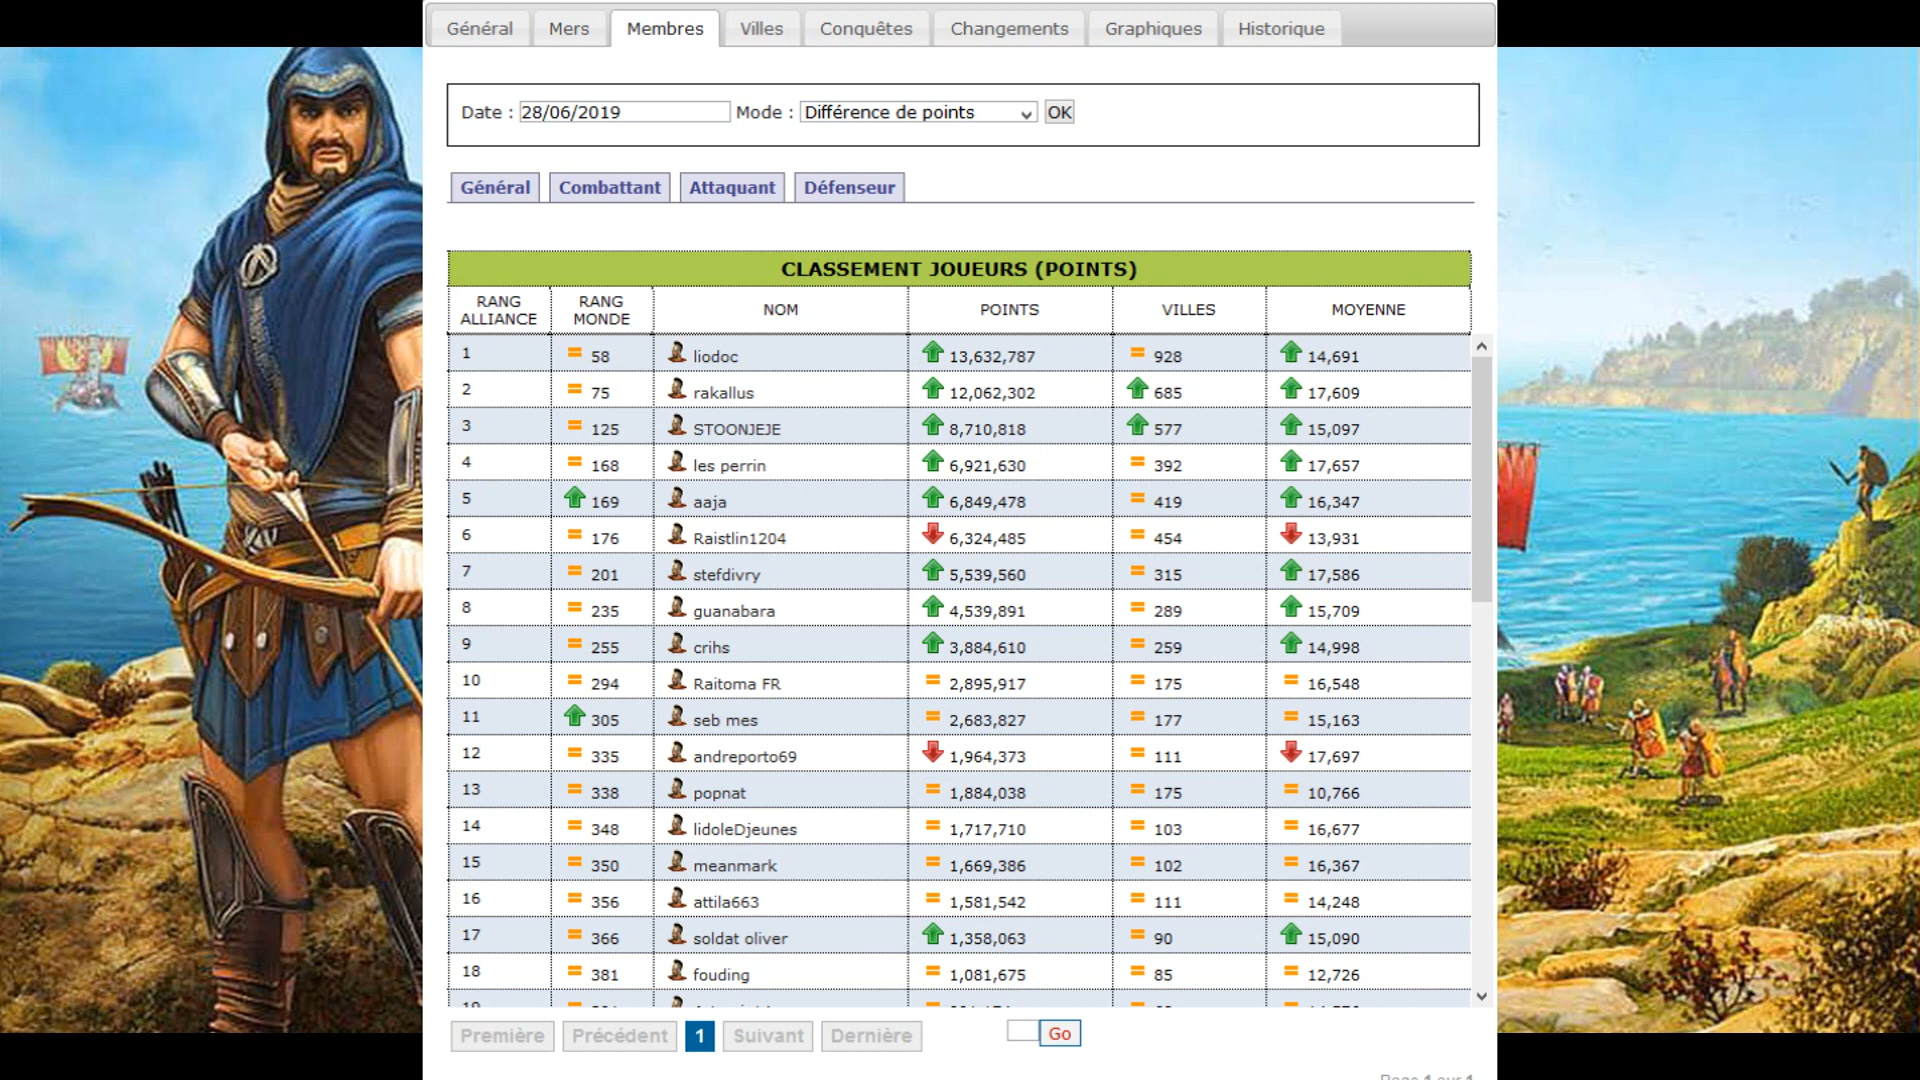 Général Mers Membres Villes Conquêtes Changements Graphiques Historique
Date : 28/06/2019 Mode : Différence de points OK
Général Combattant Attaquant Défenseur
CLASSEMENT JOUEURS (POINTS)
RANG ALLIANCE RANG MONDE NOM POINTS VILLES MOYENNE
1 58 liodoc 13,632,787 928 14,691
2 75 rakallus 12,062,302 685 17,609
3 125 STOONJEJE 8,710,818 577 15,097
4 168 les perrin 6,921,630 392 17,657
5 169 aaja 6,849,478 419 16,347
6 176 Raistlin1204 6,324,485 454 13,931
7 201 stefdivry 5,539,560 315 17,586
8 235 guanabara 4,539,891 289 15,709
9 255 crihs 3,884,610 259 14,998
10 294 Raitoma FR 2,895,917 175 16,548
11 305 seb mes 2,683,827 177 15,163
12 335 andreporto69 1,964,373 111 17,697
13 338 popnat 1,884,038 175 10,766
14 348 lidoleDjeunes 1,717,710 103 16,677
15 350 meanmark 1,669,386 102 16,367
16 356 attila663 1,581,542 111 14,248
17 366 soldat oliver 1,358,063 90 15,090
18 381 fouding 1,081,675 85 12,726
19
Première Précédent 1 Suivant Dernière Go
Page 1 sur 1